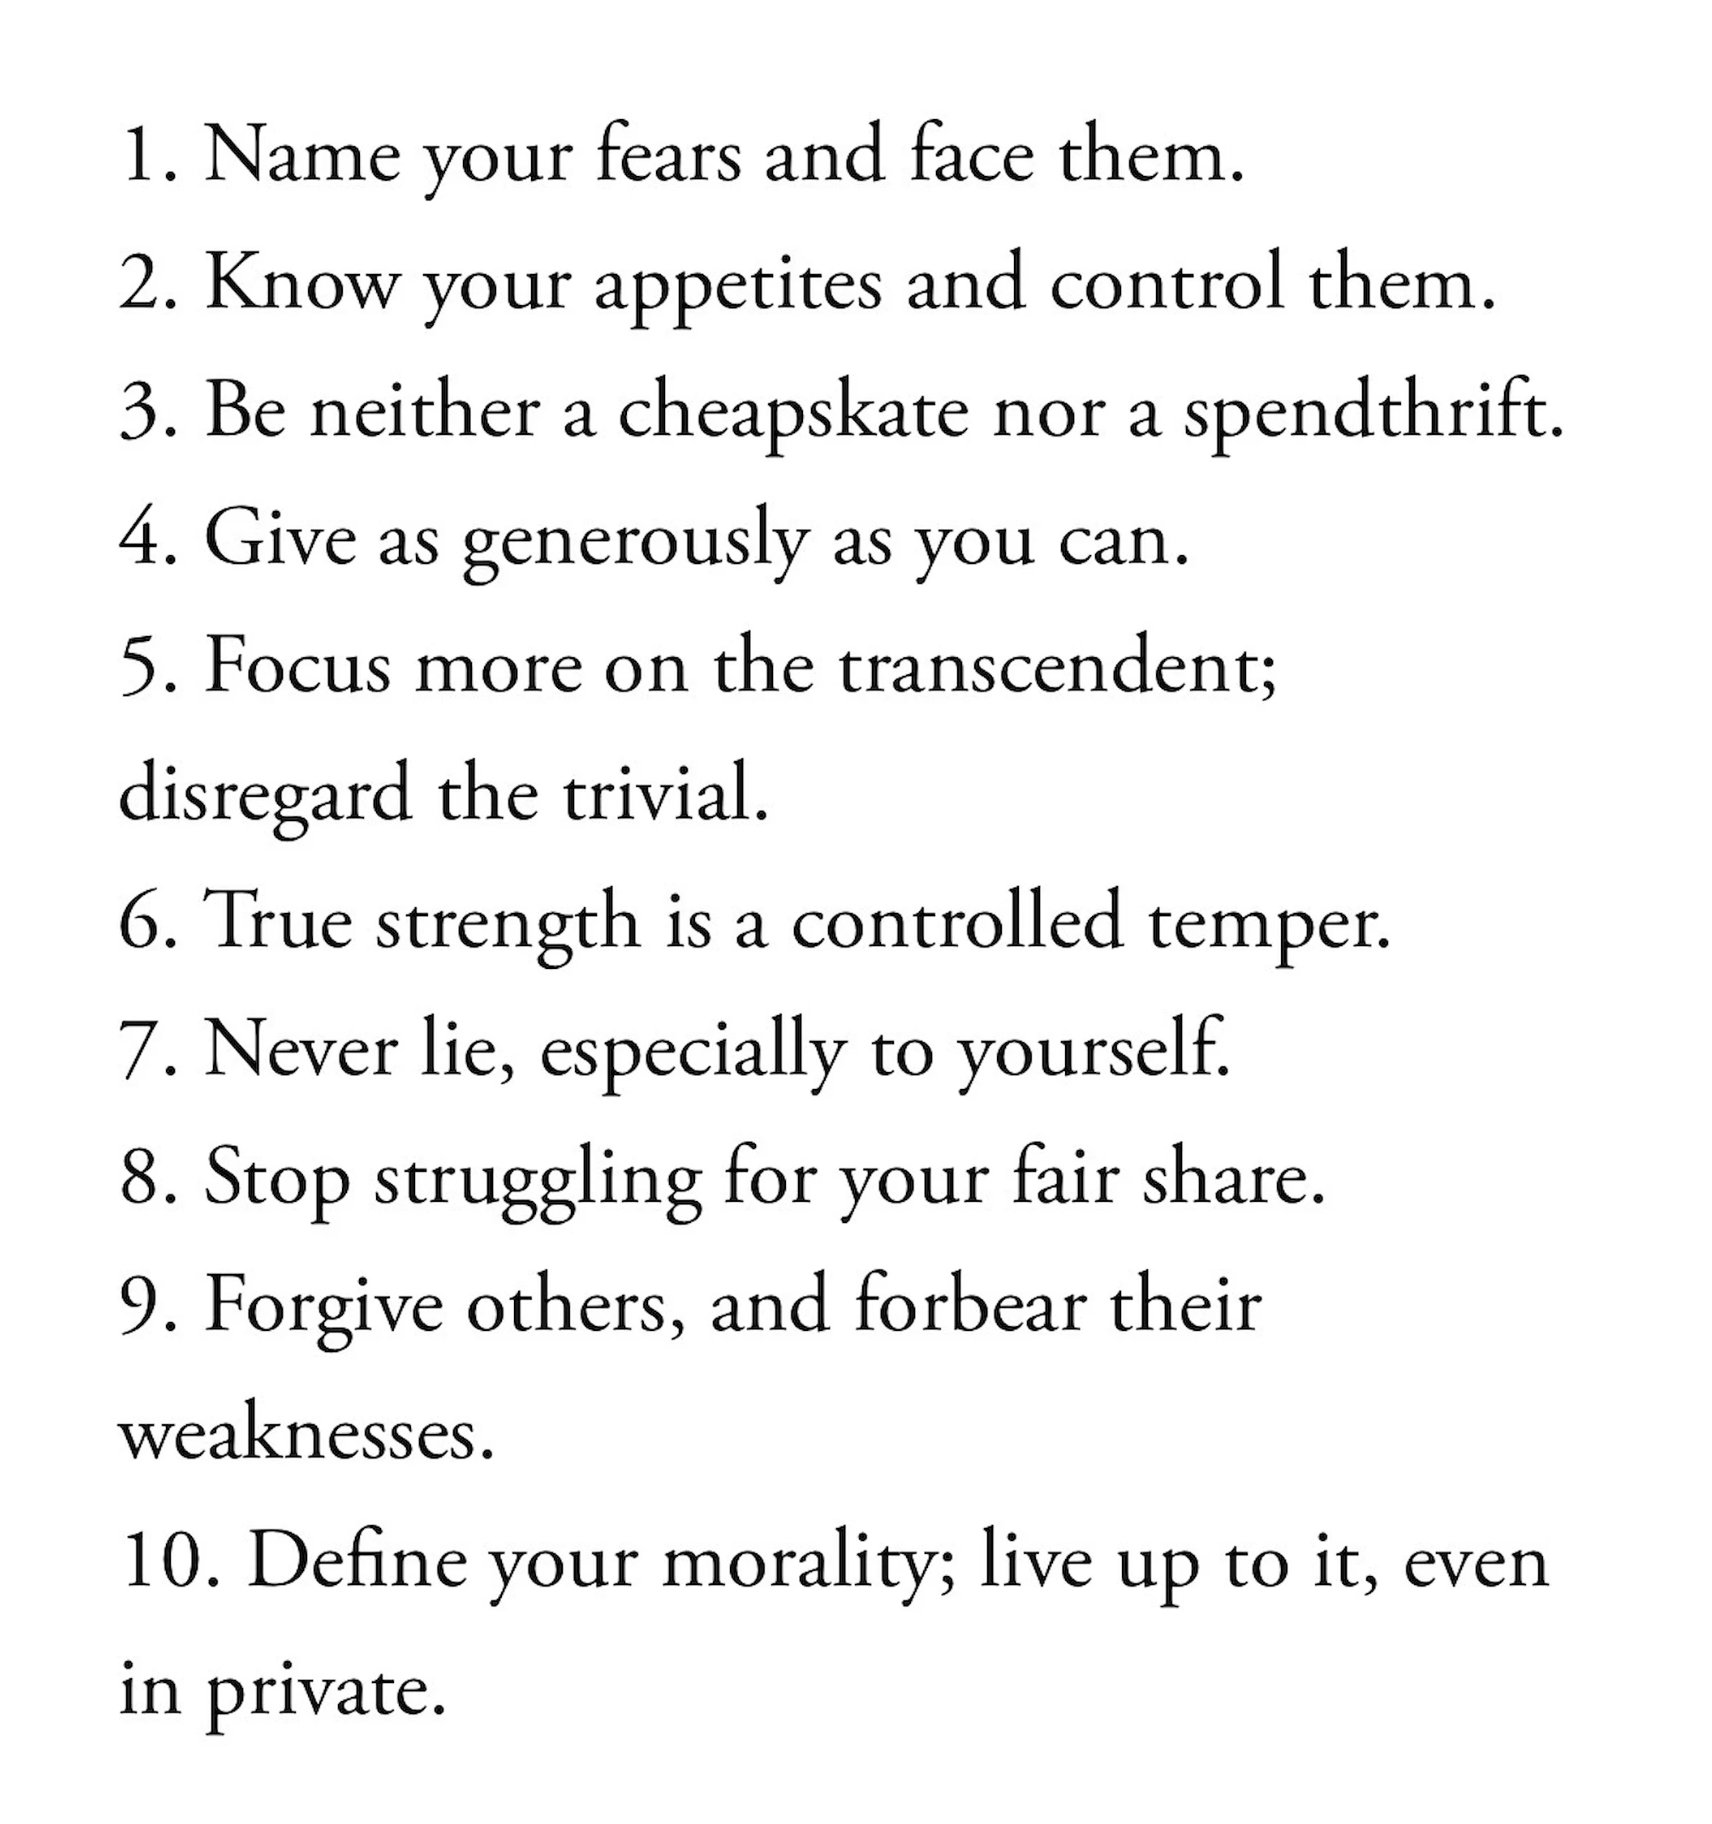 1. Name your fears and face them.
2. Know your appetites and control them.
3. Be neither a cheapskate nor a spendthrift.
4. Give as generously as you can.
5. Focus more on the transcendent;
disregard the trivial.
6. True strength is a controlled temper.
7. Never lie, especially to yourself.
8. Stop struggling for your fair share.
9. Forgive others, and forbear their
weaknesses.
10. Define your morality; live up to it, even
in private.